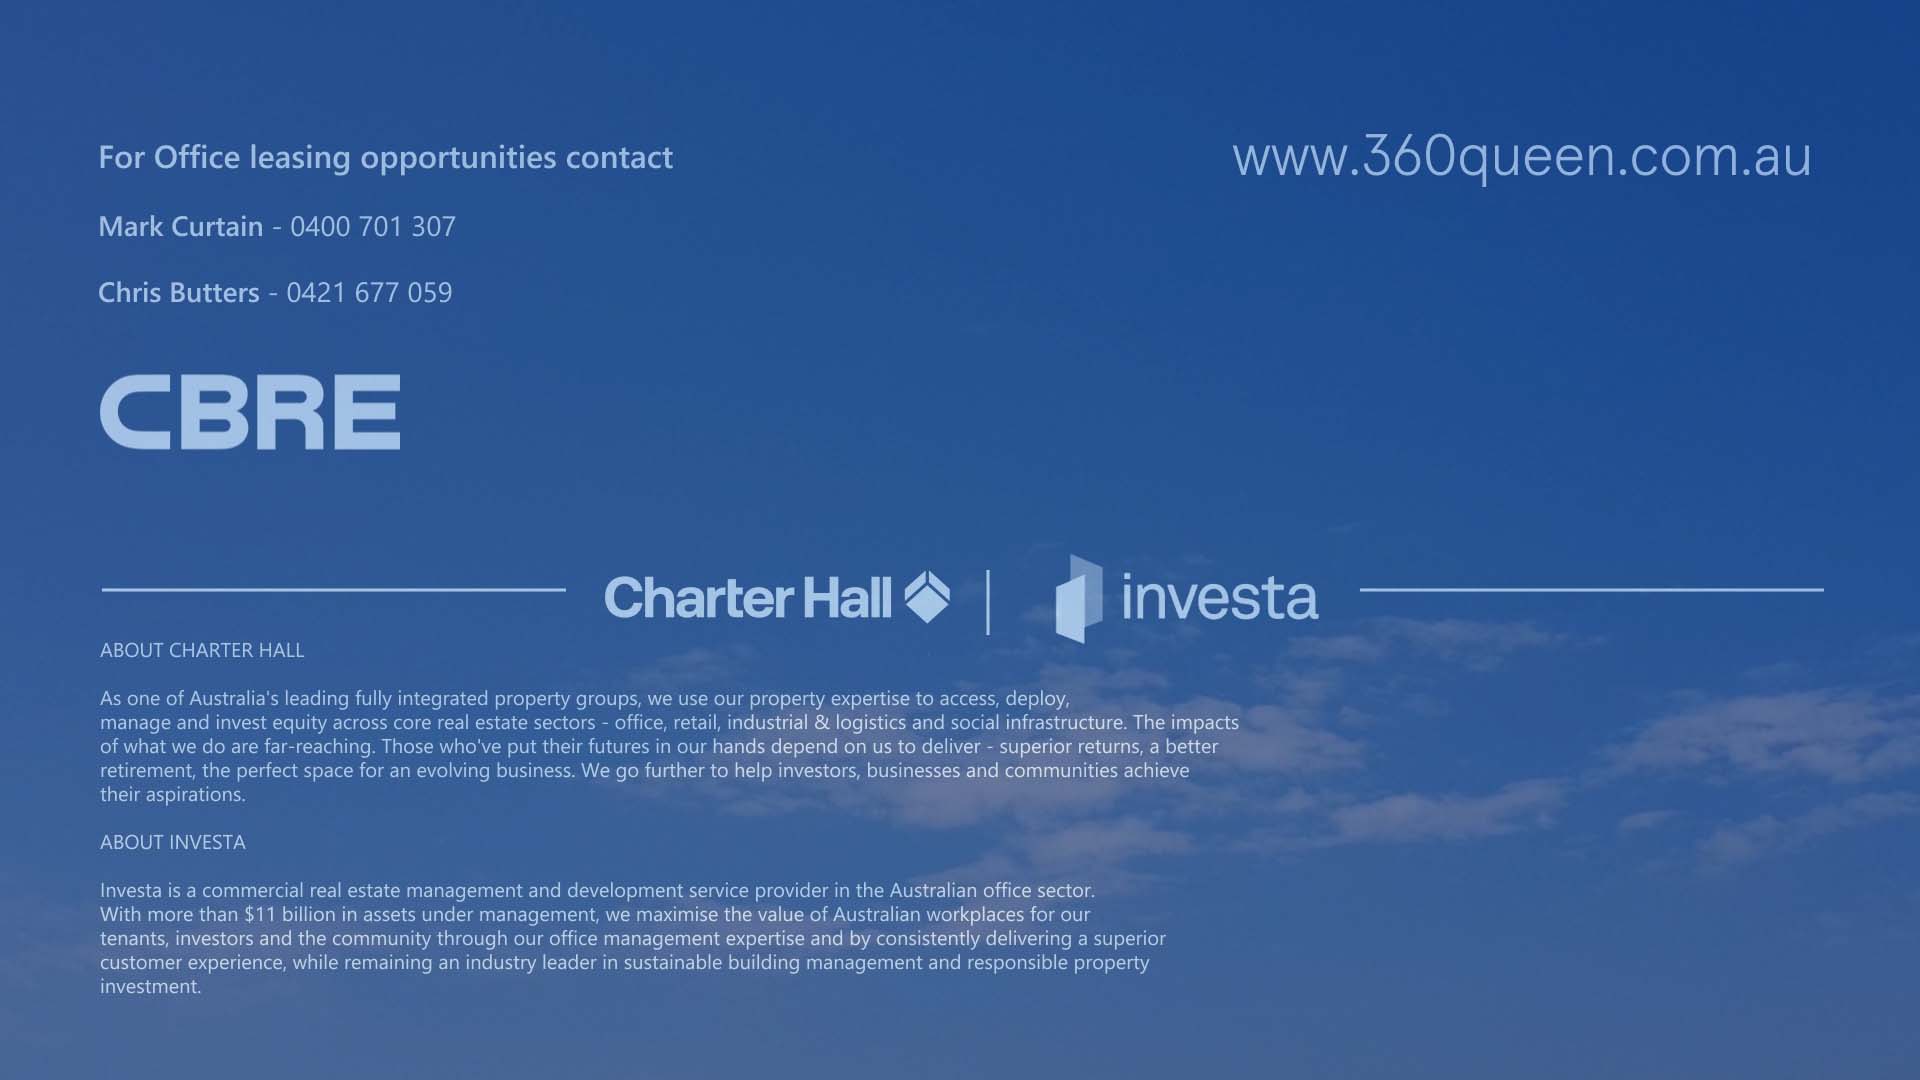 For Office leasing opportunities contact
www.360queen.com.au
Mark Curtain - 0400 701 307
Chris Butters - 0421 677 059
CBRE
Charter Hall | investa
ABOUT CHARTER HALL
As one of Australia's leading fully integrated property groups, we use our property expertise to access, deploy,
manage and invest equity across core real estate sectors - office, retail, industrial & logistics and social infrastructure. The impacts
of what we do are far-reaching. Those who've put their futures in our hands depend on us to deliver - superior returns, a better
retirement, the perfect space for an evolving business. We go further to help investors, businesses and communities achieve
their aspirations.
ABOUT INVESTA
Investa is a commercial real estate management and development service provider in the Australian office sector.
With more than $11 billion in assets under management, we maximise the value of Australian workplaces for our
tenants, investors and the community through our office management expertise and by consistently delivering a superior
customer experience, while remaining an industry leader in sustainable building management and responsible property
investment.